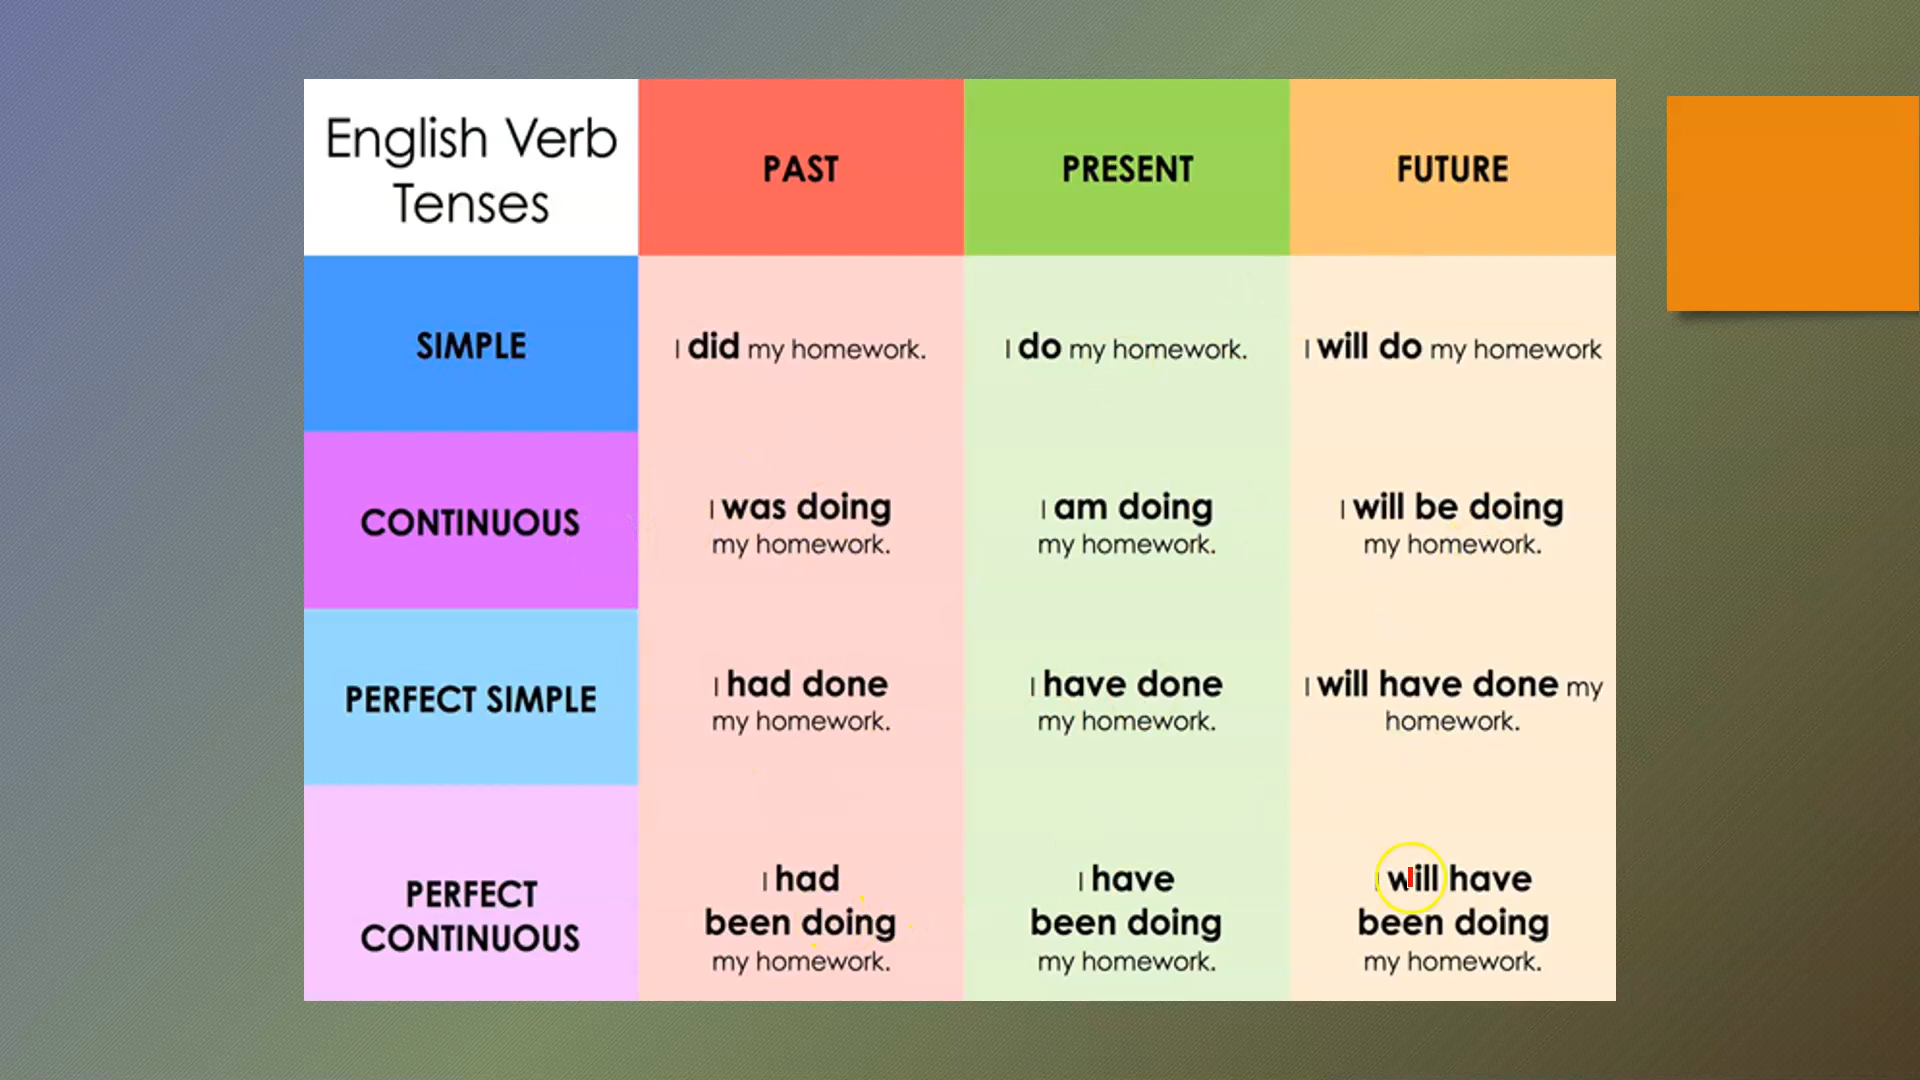 English Verb
Tenses
PAST
PRESENT
FUTURE
SIMPLE
I did my homework.
I do my homework.
I will do my homework
CONTINUOUS
I was doing
my homework.
I am doing
my homework.
I will be doing
my homework.
PERFECT SIMPLE
I had done
my homework.
I have done
my homework.
I will have done my
homework.
PERFECT
CONTINUOUS
I had
been doing
my homework.
I have
been doing
my homework.
I will have
been doing
my homework.